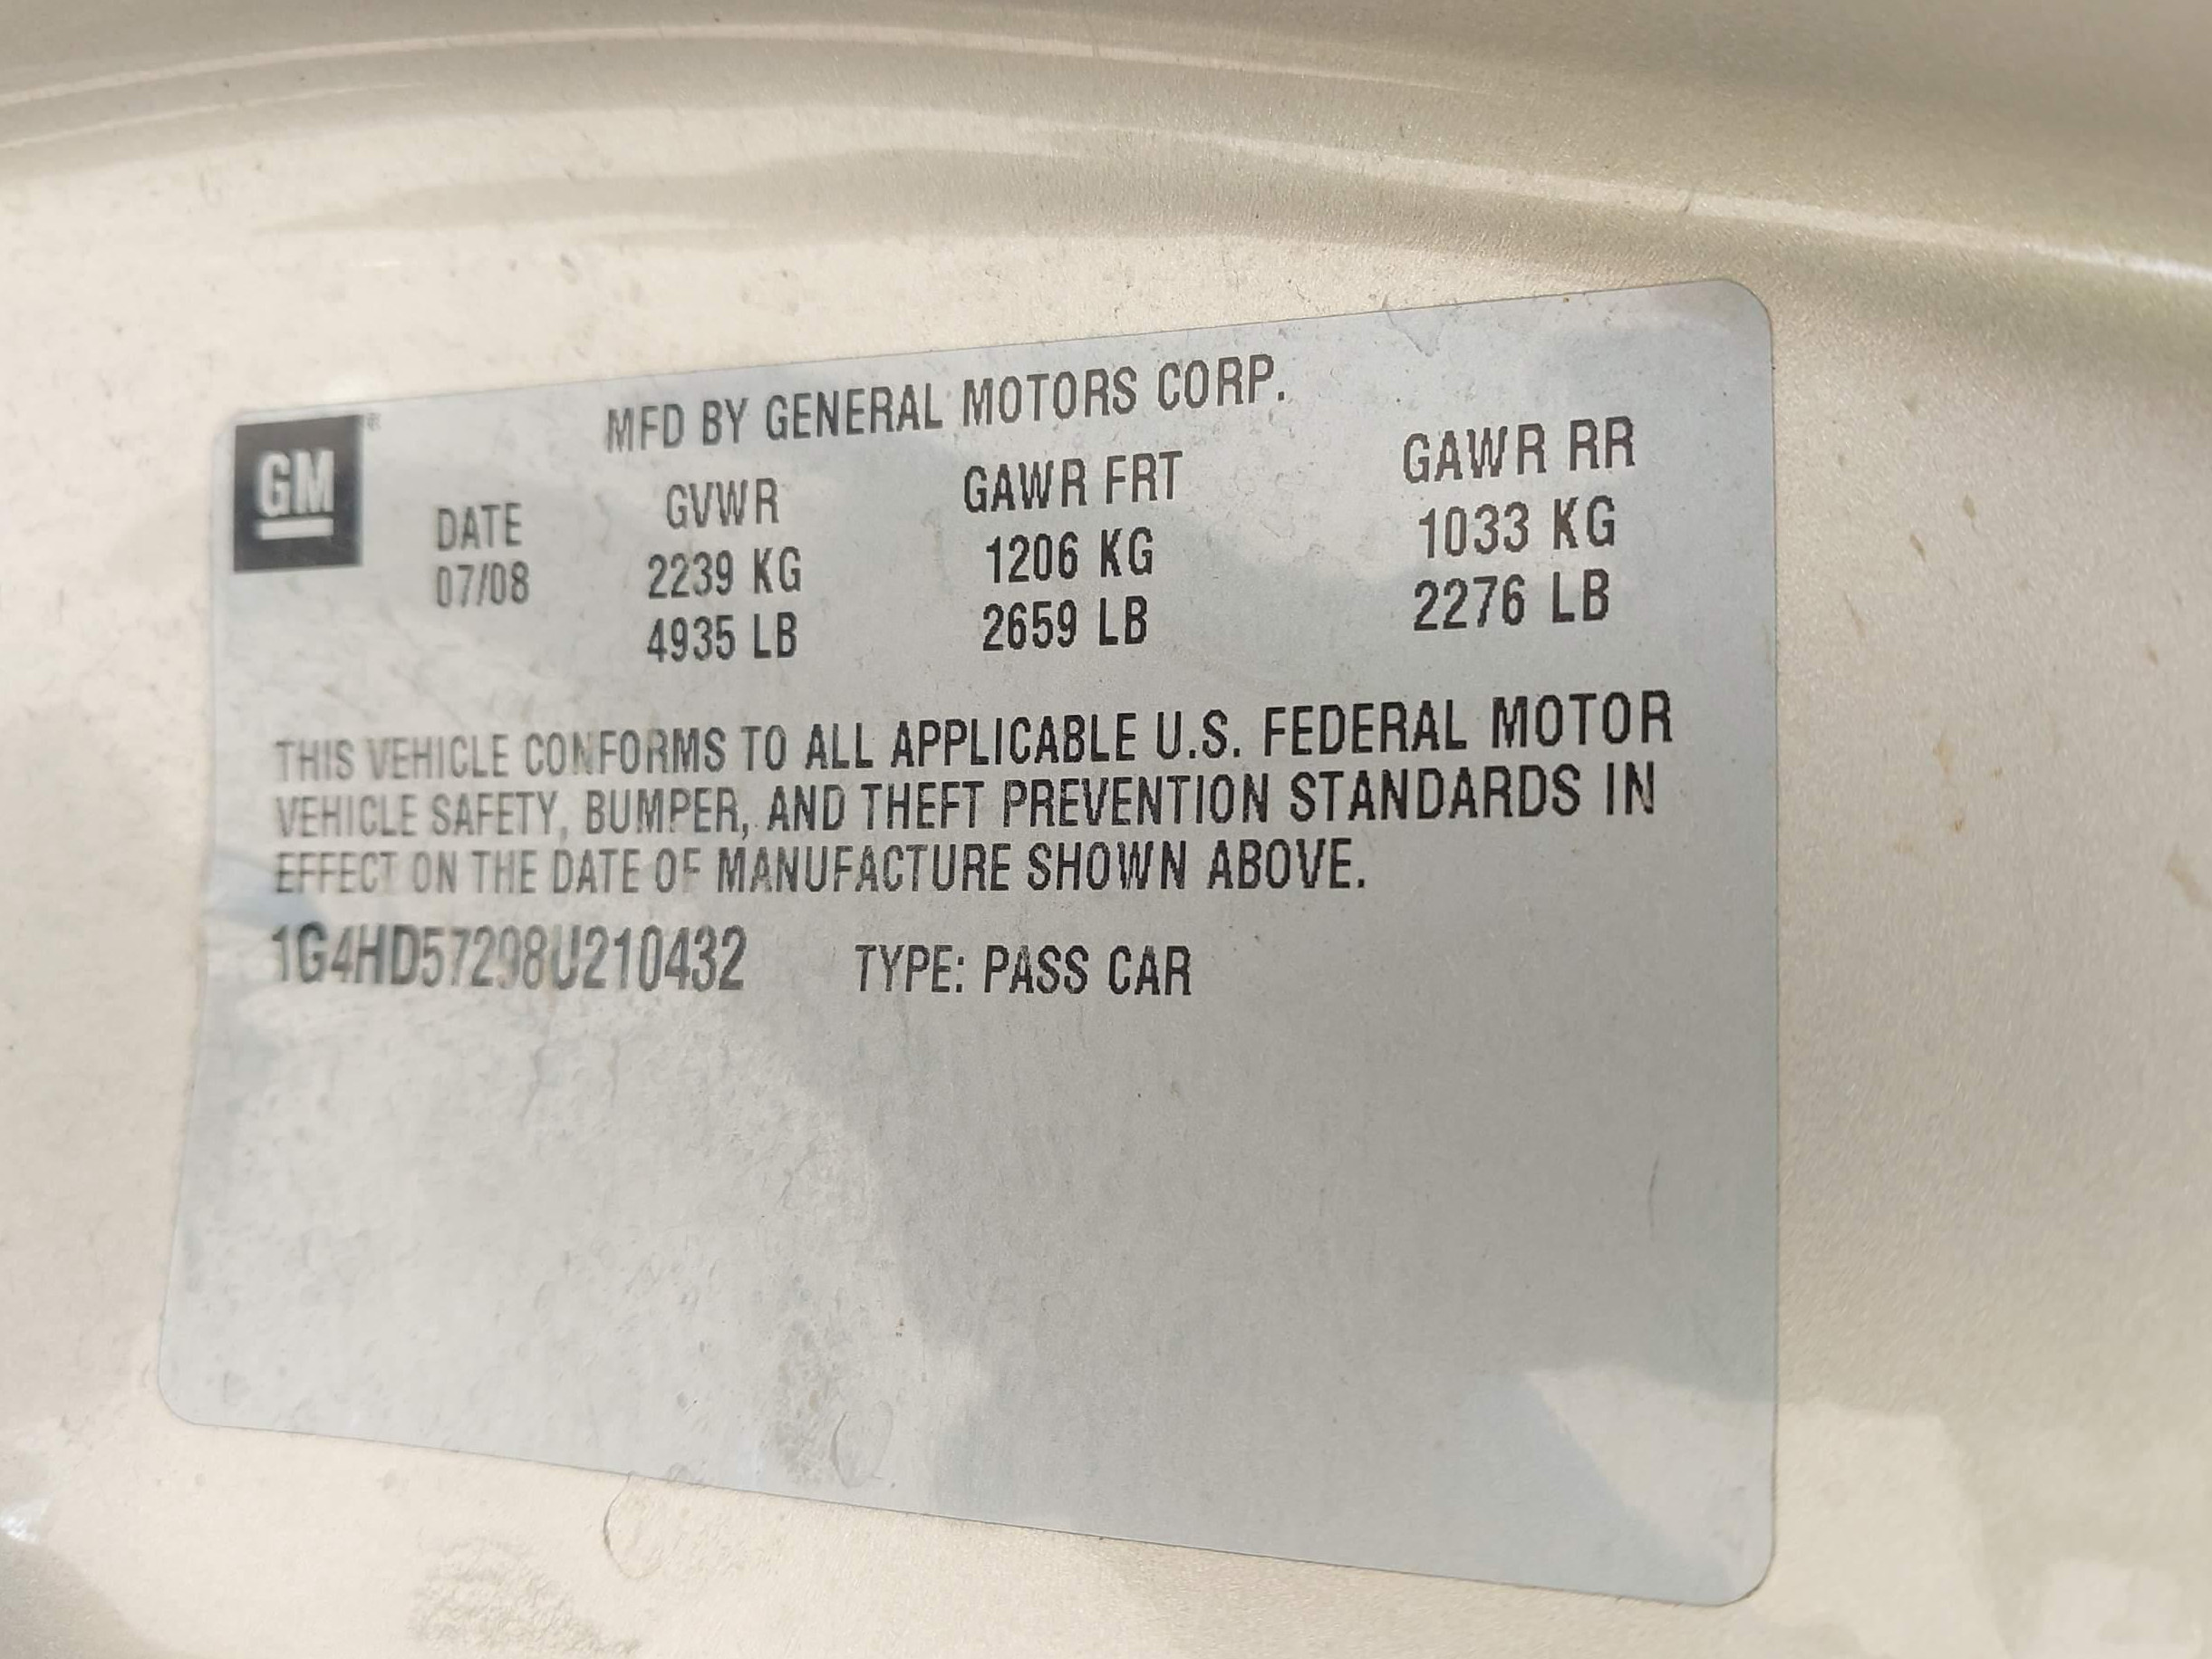 GM
MFD BY GENERAL MOTORS CORP.
DATE GVWR GAWR FRT GAWR RR
07/08 2239 KG 1206 KG 1033 KG
4935 LB 2659 LB 2276 LB
THIS VEHICLE CONFORMS TO ALL APPLICABLE U.S. FEDERAL MOTOR
VEHICLE SAFETY, BUMPER, AND THEFT PREVENTION STANDARDS IN
EFFECT ON THE DATE OF MANUFACTURE SHOWN ABOVE.
1G4HD57298U210432 TYPE: PASS CAR